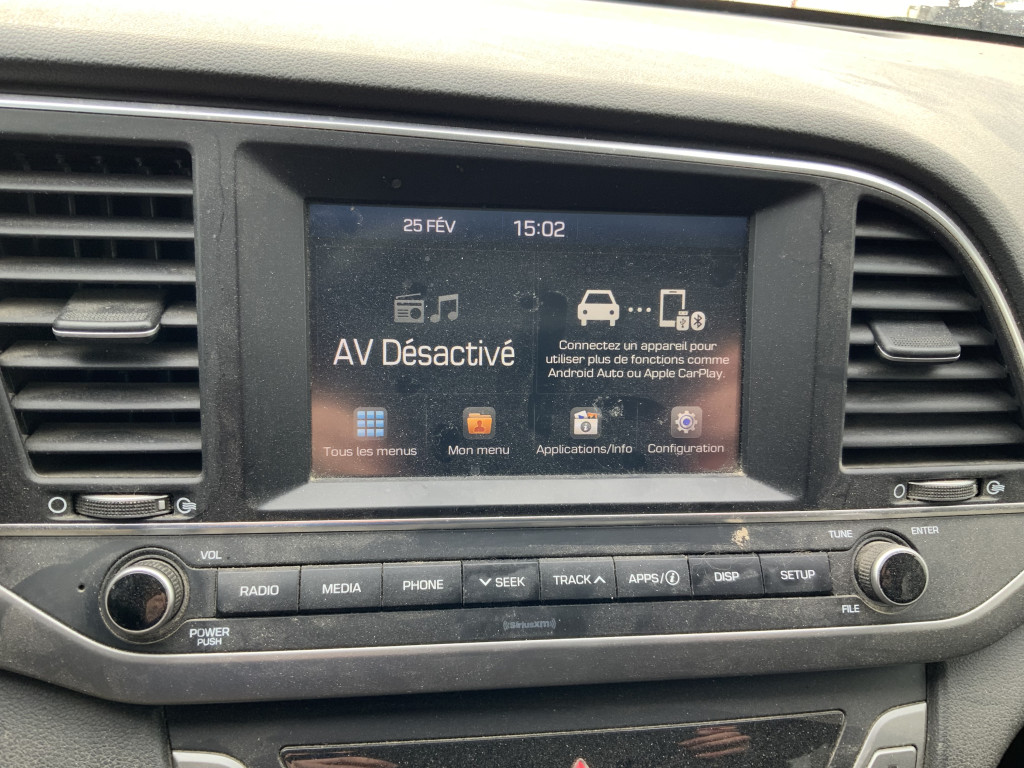 25 FÉV 15:02
AV Désactivé
Connectez un appareil pour
utiliser plus de fonctions comme
Android Auto ou Apple CarPlay.
Tous les menus Mon menu Applications/Info Configuration
VOL TUNE ENTER
RADIO MEDIA PHONE SEEK TRACK APPS/ DISP SETUP
POWER
PUSH
SiriusXM
FILE